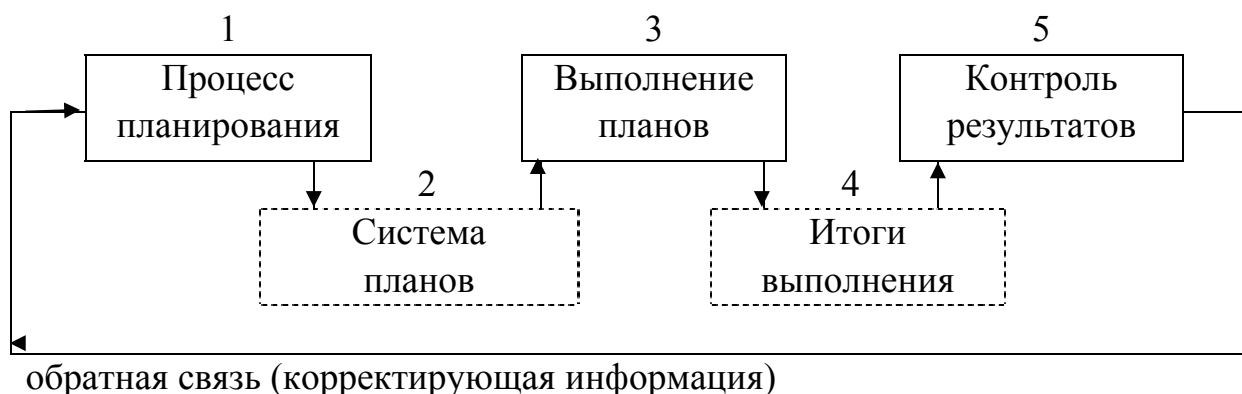 1
Процесс
планирования
2
Система
планов
3
Выполнение
планов
4
Итоги
выполнения
5
Контроль
результатов
обратная связь (корректирующая информация)